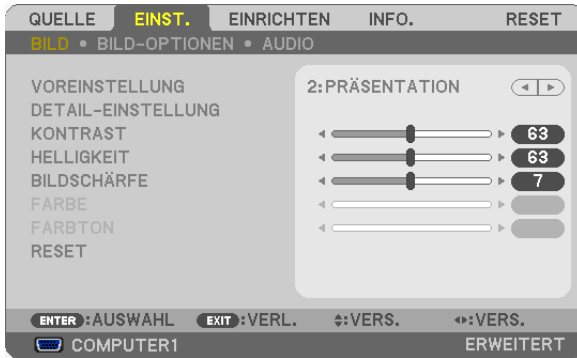 QUELLE EINST. EINRICHTEN INFO. RESET
BILD • BILD-OPTIONEN • AUDIO
VOREINSTELLUNG 2:PRÄSENTATION
DETAIL-EINSTELLUNG
KONTRAST 63
HELLIGKEIT 63
BILDSCHÄRFE 7
FARBE
FARBTON
RESET
ENTER :AUSWAHL EXIT :VERL. :VERS. :VERS.
COMPUTER1 ERWEITERT